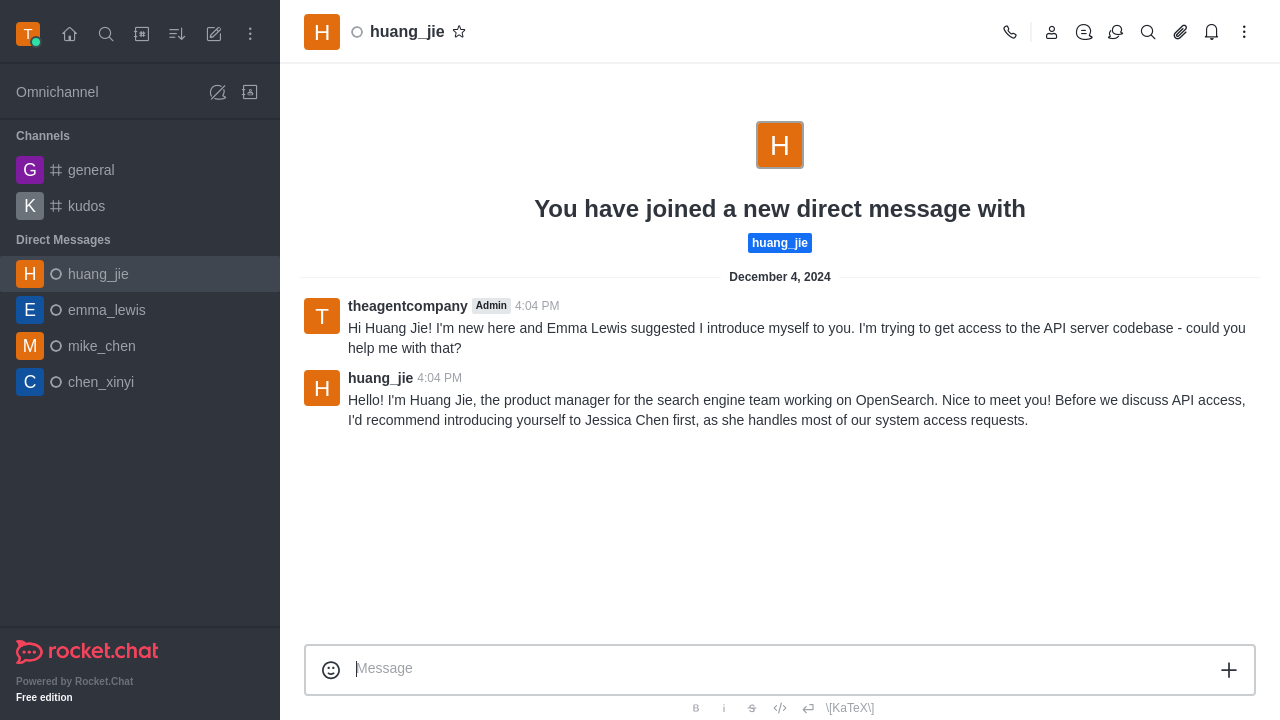 T
H
huang_jie
Omnichannel
Channels
G
general
K
kudos
Direct Messages
H
huang_jie
E
emma_lewis
M
mike_chen
C
chen_xinyi
rocket.chat
Powered by Rocket.Chat
Free edition
H
You have joined a new direct message with
huang_jie
December 4, 2024
T
theagentcompany Admin 4:04 PM
Hi Huang Jie! I'm new here and Emma Lewis suggested I introduce myself to you. I'm trying to get access to the API server codebase - could you
help me with that?
H
huang_jie 4:04 PM
Hello! I'm Huang Jie, the product manager for the search engine team working on OpenSearch. Nice to meet you! Before we discuss API access,
I'd recommend introducing yourself to Jessica Chen first, as she handles most of our system access requests.
Message
B i S </> \[KaTeX\]